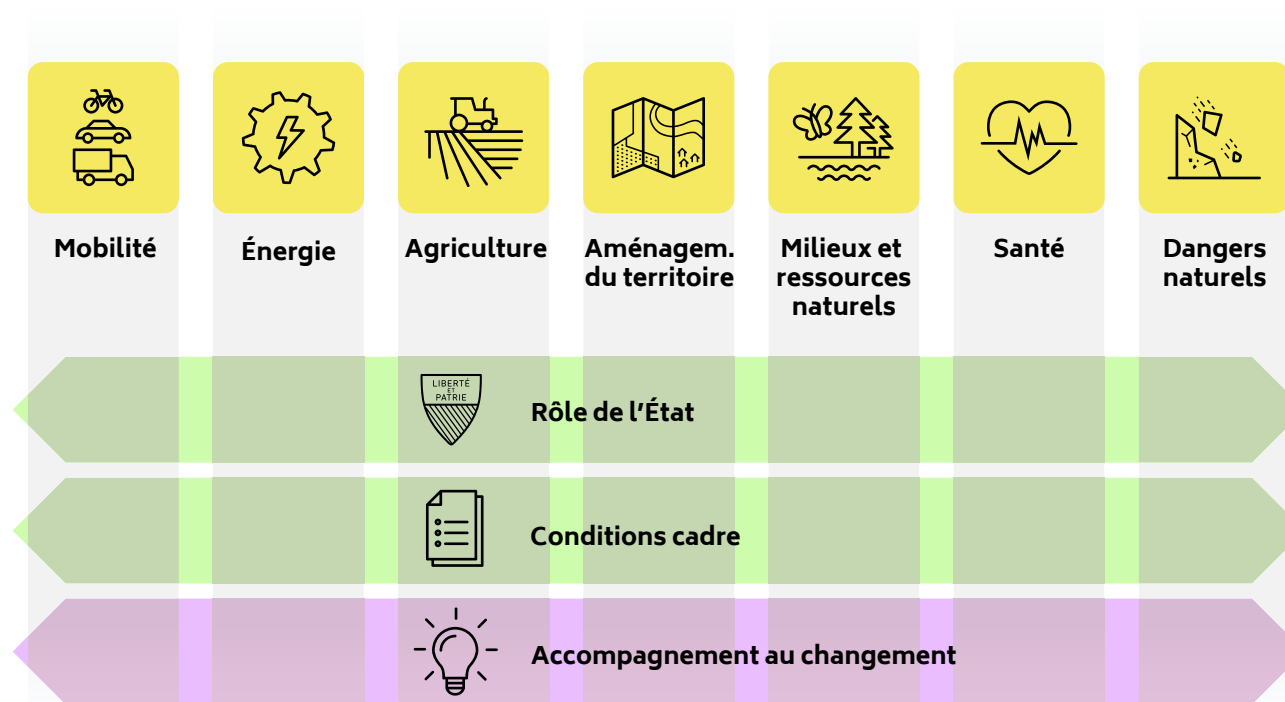 Mobilité
Énergie
Agriculture
Aménagem.
du territoire
Milieux et
ressources
naturels
Santé
Dangers
naturels
LIBERTÉ
ET
PATRIE
Rôle de l'État
Conditions cadre
Accompagnement au changement